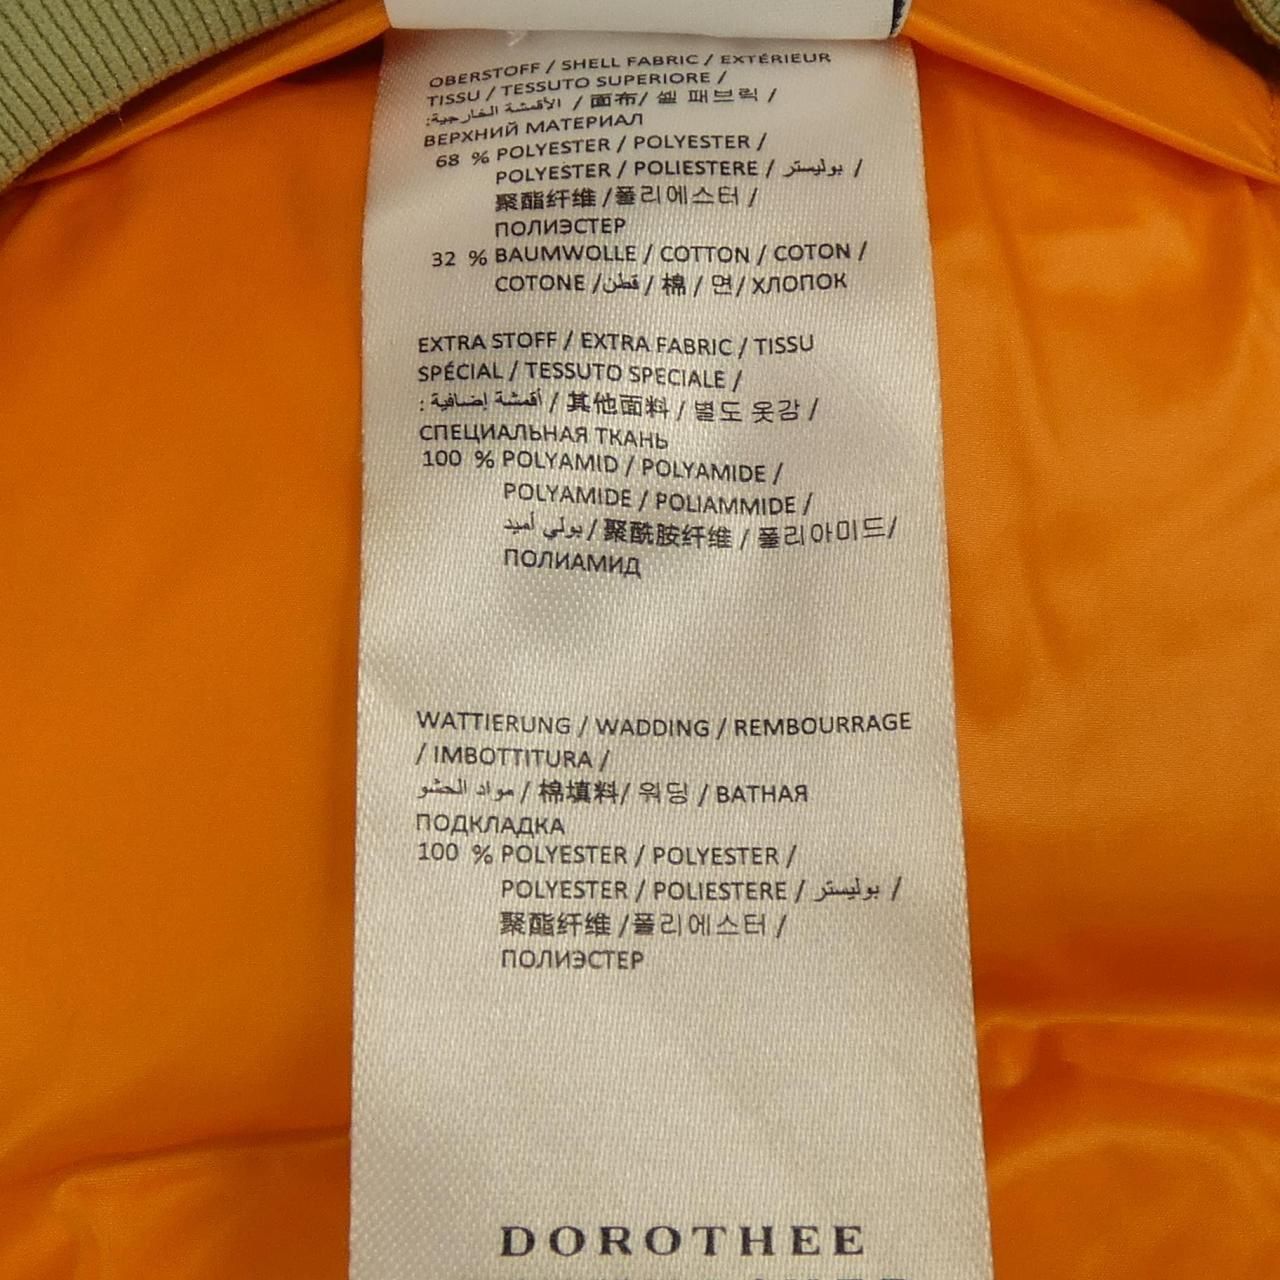 OBERSTOFF / SHELL FABRIC / EXTÉRIEUR
TISSU / TESSUTO SUPERIORE /
الأقمشة الخارجية: / 面布/ 셸 패브릭 /
ВЕРХНИЙ МАТЕРИАЛ
68 % POLYESTER / POLYESTER /
POLYESTER / POLIESTERE / بوليستر /
聚酯纤维 /폴리에스터 /
ПОЛИЭСТЕР
32 % BAUMWOLLE / COTTON / COTON /
COTONE /قطن / 棉 / 면/ ХЛОПОК
EXTRA STOFF / EXTRA FABRIC / TISSU
SPÉCIAL / TESSUTO SPECIALE /
أقمشة إضافية : / 其他面料 / 별도 옷감 /
СПЕЦИАЛЬНАЯ ТКАНЬ
100 % POLYAMID / POLYAMIDE /
POLYAMIDE / POLIAMMIDE /
بولي أميد / 聚酰胺纤维 / 폴리아미드/
ПОЛИАМИД
WATTIERUNG / WADDING / REMBOURRAGE
/ IMBOTTITURA /
مواد الحشو / 棉填料/ 워딩 / ВАТНАЯ
ПОДКЛАДКА
100 % POLYESTER / POLYESTER /
POLYESTER / POLIESTERE / بوليستر /
聚酯纤维 /폴리에스터 /
ПОЛИЭСТЕР
DOROTHEE